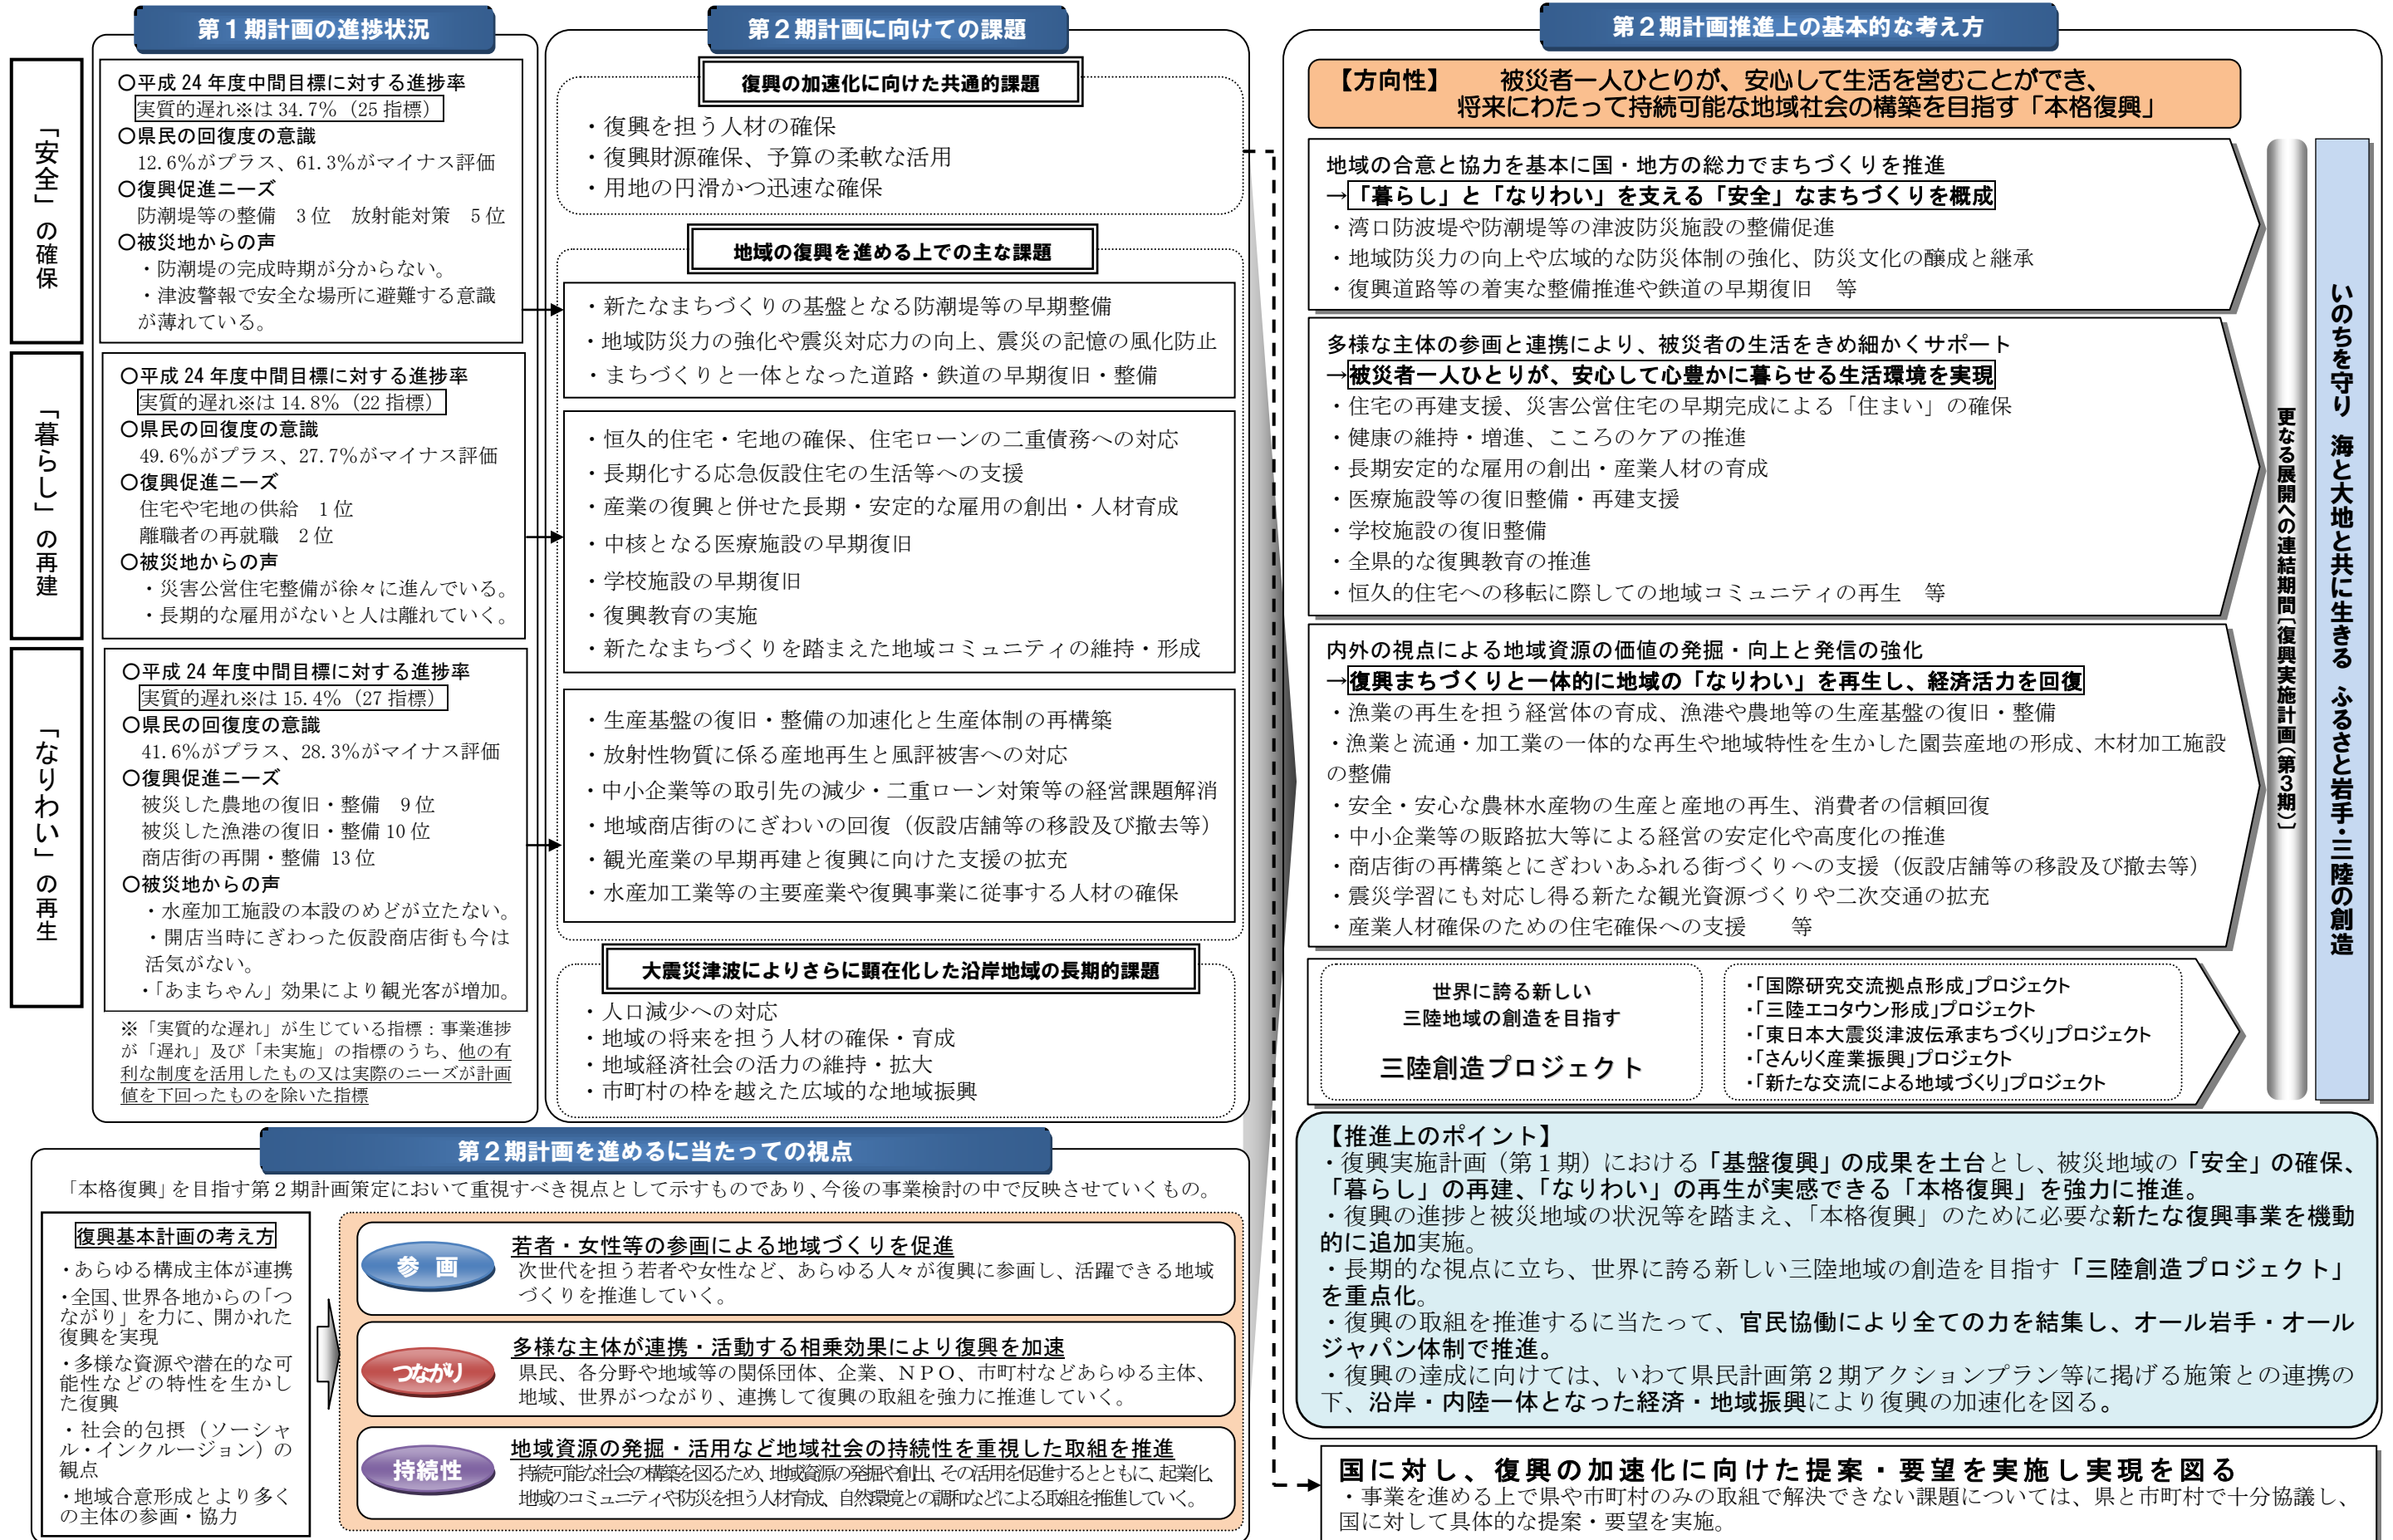 第１期計画の進捗状況
「安全」の確保
○平成 24 年度中間目標に対する進捗率
実質的遅れ※は 34.7％（25 指標）
○県民の回復度の意識
12.6％がプラス、61.3％がマイナス評価
○復興促進ニーズ
防潮堤等の整備　3 位　放射能対策　5 位
○被災地からの声
・防潮堤の完成時期が分からない。
・津波警報で安全な場所に避難する意識
が薄れている。
「暮らし」の再建
○平成 24 年度中間目標に対する進捗率
実質的遅れ※は 14.8％（22 指標）
○県民の回復度の意識
49.6％がプラス、27.7％がマイナス評価
○復興促進ニーズ
住宅や宅地の供給　1 位
離職者の再就職　2 位
○被災地からの声
・災害公営住宅整備が徐々に進んでいる。
・長期的な雇用がないと人は離れていく。
「なりわい」の再生
○平成 24 年度中間目標に対する進捗率
実質的遅れ※は 15.4％（27 指標）
○県民の回復度の意識
41.6％がプラス、28.3％がマイナス評価
○復興促進ニーズ
被災した農地の復旧・整備　9 位
被災した漁港の復旧・整備 10 位
商店街の再開・整備 13 位
○被災地からの声
・水産加工施設の本設のめどが立たない。
・開店当時にぎわった仮設商店街も今は
活気がない。
・「あまちゃん」効果により観光客が増加。
※「実質的な遅れ」が生じている指標：事業進捗
が「遅れ」及び「未実施」の指標のうち、他の有
利な制度を活用したもの又は実際のニーズが計画
値を下回ったものを除いた指標
第２期計画に向けての課題
復興の加速化に向けた共通的課題
・復興を担う人材の確保
・復興財源確保、予算の柔軟な活用
・用地の円滑かつ迅速な確保
地域の復興を進める上での主な課題
・新たなまちづくりの基盤となる防潮堤等の早期整備
・地域防災力の強化や震災対応力の向上、震災の記憶の風化防止
・まちづくりと一体となった道路・鉄道の早期復旧・整備
・恒久的住宅・宅地の確保、住宅ローンの二重債務への対応
・長期化する応急仮設住宅の生活等への支援
・産業の復興と併せた長期・安定的な雇用の創出・人材育成
・中核となる医療施設の早期復旧
・学校施設の早期復旧
・復興教育の実施
・新たなまちづくりを踏まえた地域コミュニティの維持・形成
・生産基盤の復旧・整備の加速化と生産体制の再構築
・放射性物質に係る産地再生と風評被害への対応
・中小企業等の取引先の減少・二重ローン対策等の経営課題解消
・地域商店街のにぎわいの回復（仮設店舗等の移設及び撤去等）
・観光産業の早期再建と復興に向けた支援の拡充
・水産加工業等の主要産業や復興事業に従事する人材の確保
大震災津波によりさらに顕在化した沿岸地域の長期的課題
・人口減少への対応
・地域の将来を担う人材の確保・育成
・地域経済社会の活力の維持・拡大
・市町村の枠を越えた広域的な地域振興
第２期計画を進めるに当たっての視点
「本格復興」を目指す第２期計画策定において重視すべき視点として示すものであり、今後の事業検討の中で反映させていくもの。
復興基本計画の考え方
・あらゆる構成主体が連携
・全国、世界各地からの「つ
ながり」を力に、開かれた
復興を実現
・多様な資源や潜在的な可
能性などの特性を生かし
た復興
・社会的包摂（ソーシャ
ル・インクルージョン）の
観点
・地域合意形成とより多く
の主体の参画・協力
参 画
若者・女性等の参画による地域づくりを促進
次世代を担う若者や女性など、あらゆる人々が復興に参画し、活躍できる地域
づくりを推進していく。
つながり
多様な主体が連携・活動する相乗効果により復興を加速
県民、各分野や地域等の関係団体、企業、ＮＰＯ、市町村などあらゆる主体、
地域、世界がつながり、連携して復興の取組を強力に推進していく。
持続性
地域資源の発掘・活用など地域社会の持続性を重視した取組を推進
持続可能な社会の構築を図るため、地域資源の発掘や創出、その活用を促進するとともに、起業化、
地域のコミュニティや防災を担う人材育成、自然環境との調和などによる取組を推進していく。
第２期計画推進上の基本的な考え方
【方向性】　被災者一人ひとりが、安心して生活を営むことができ、
将来にわたって持続可能な地域社会の構築を目指す「本格復興」
地域の合意と協力を基本に国・地方の総力でまちづくりを推進
→「暮らし」と「なりわい」を支える「安全」なまちづくりを概成
・湾口防波堤や防潮堤等の津波防災施設の整備促進
・地域防災力の向上や広域的な防災体制の強化、防災文化の醸成と継承
・復興道路等の着実な整備推進や鉄道の早期復旧　等
多様な主体の参画と連携により、被災者の生活をきめ細かくサポート
→被災者一人ひとりが、安心して心豊かに暮らせる生活環境を実現
・住宅の再建支援、災害公営住宅の早期完成による「住まい」の確保
・健康の維持・増進、こころのケアの推進
・長期安定的な雇用の創出・産業人材の育成
・医療施設等の復旧整備・再建支援
・学校施設の復旧整備
・全県的な復興教育の推進
・恒久的住宅への移転に際しての地域コミュニティの再生　等
内外の視点による地域資源の価値の発掘・向上と発信の強化
→復興まちづくりと一体的に地域の「なりわい」を再生し、経済活力を回復
・漁業の再生を担う経営体の育成、漁港や農地等の生産基盤の復旧・整備
・漁業と流通・加工業の一体的な再生や地域特性を生かした園芸産地の形成、木材加工施設
の整備
・安全・安心な農林水産物の生産と産地の再生、消費者の信頼回復
・中小企業等の販路拡大等による経営の安定化や高度化の推進
・商店街の再構築とにぎわいあふれる街づくりへの支援（仮設店舗等の移設及び撤去等）
・震災学習にも対応し得る新たな観光資源づくりや二次交通の拡充
・産業人材確保のための住宅確保への支援　　等
世界に誇る新しい
三陸地域の創造を目指す
三陸創造プロジェクト
・「国際研究交流拠点形成」プロジェクト
・「三陸エコタウン形成」プロジェクト
・「東日本大震災津波伝承まちづくり」プロジェクト
・「さんりく産業振興」プロジェクト
・「新たな交流による地域づくり」プロジェクト
更なる展開への連結期間〔復興実施計画（第３期）〕
いのちを守り　海と大地と共に生きる　ふるさと岩手・三陸の創造
【推進上のポイント】
・復興実施計画（第１期）における「基盤復興」の成果を土台とし、被災地域の「安全」の確保、
「暮らし」の再建、「なりわい」の再生が実感できる「本格復興」を強力に推進。
・復興の進捗と被災地域の状況等を踏まえ、「本格復興」のために必要な新たな復興事業を機動
的に追加実施。
・長期的な視点に立ち、世界に誇る新しい三陸地域の創造を目指す「三陸創造プロジェクト」
を重点化。
・復興の取組を推進するに当たって、官民協働により全ての力を結集し、オール岩手・オール
ジャパン体制で推進。
・復興の達成に向けては、いわて県民計画第２期アクションプラン等に掲げる施策との連携の
下、沿岸・内陸一体となった経済・地域振興により復興の加速化を図る。
国に対し、復興の加速化に向けた提案・要望を実施し実現を図る
・事業を進める上で県や市町村のみの取組で解決できない課題については、県と市町村で十分協議し、
国に対して具体的な提案・要望を実施。